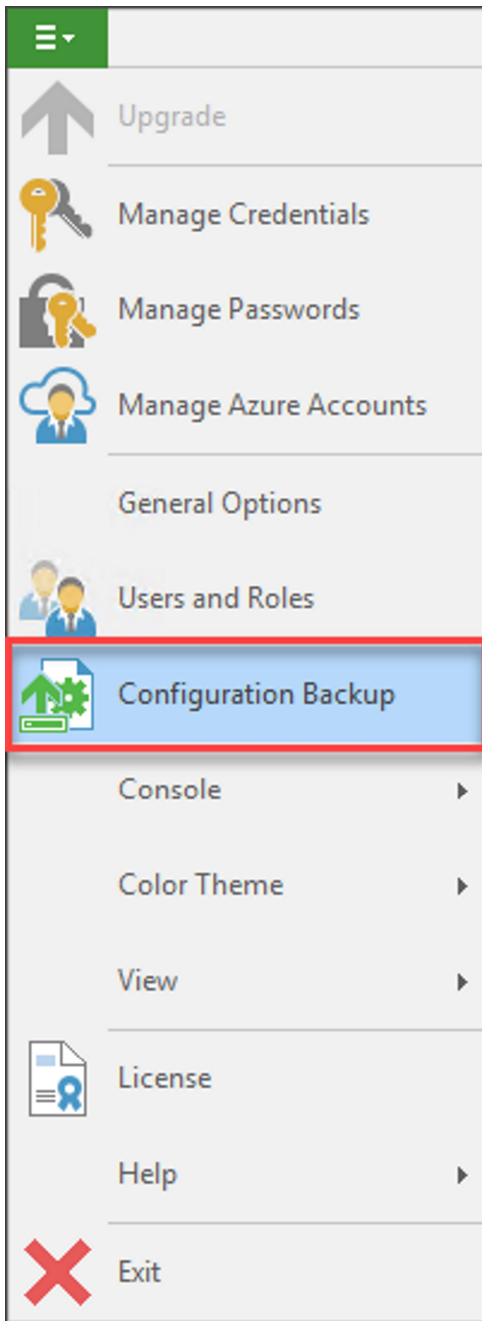 Upgrade
Manage Credentials
Manage Passwords
Manage Azure Accounts
General Options
Users and Roles
Configuration Backup
Console
Color Theme
View
License
Help
Exit